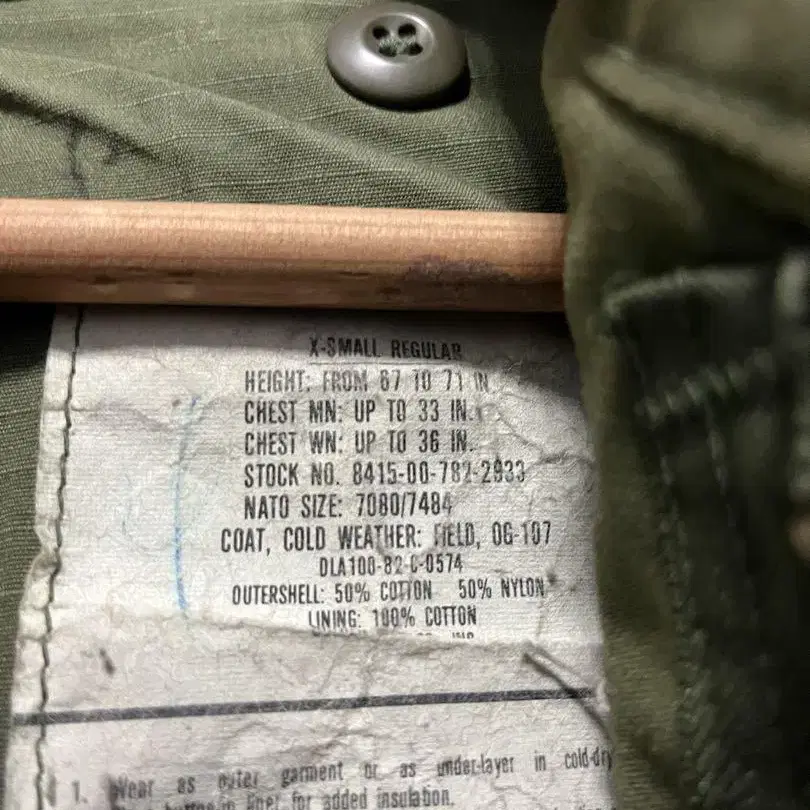 X-SMALL REGULAR
HEIGHT: FROM 67 TO 71 IN
CHEST MN: UP TO 33 IN.
CHEST WN: UP TO 36 IN.
STOCK NO. 8415-00-782-2933
NATO SIZE: 7080/7484
COAT, COLD WEATHER: FIELD, OG-107
DLA100-82-C-0574
OUTERSHELL: 50% COTTON 50% NYLON
LINING: 100% COTTON
1. Wear as outer garment or as under-layer in cold-dry
button in liner for added insulation.